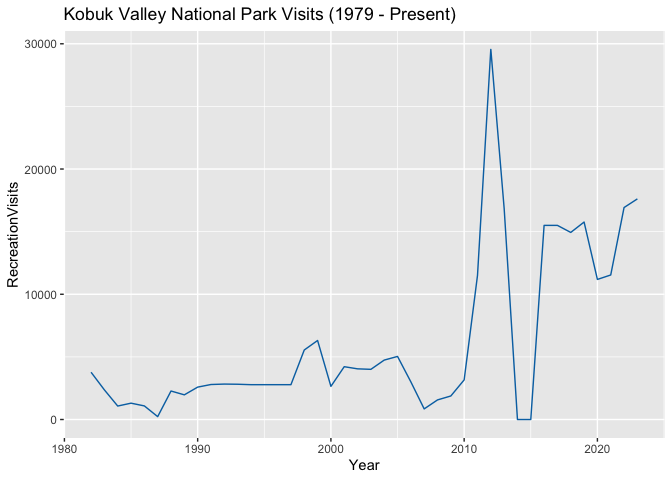 Kobuk Valley National Park Visits (1979 - Present)
30000
20000
10000
0
RecreationVisits
1980 1990 2000 2010 2020
Year